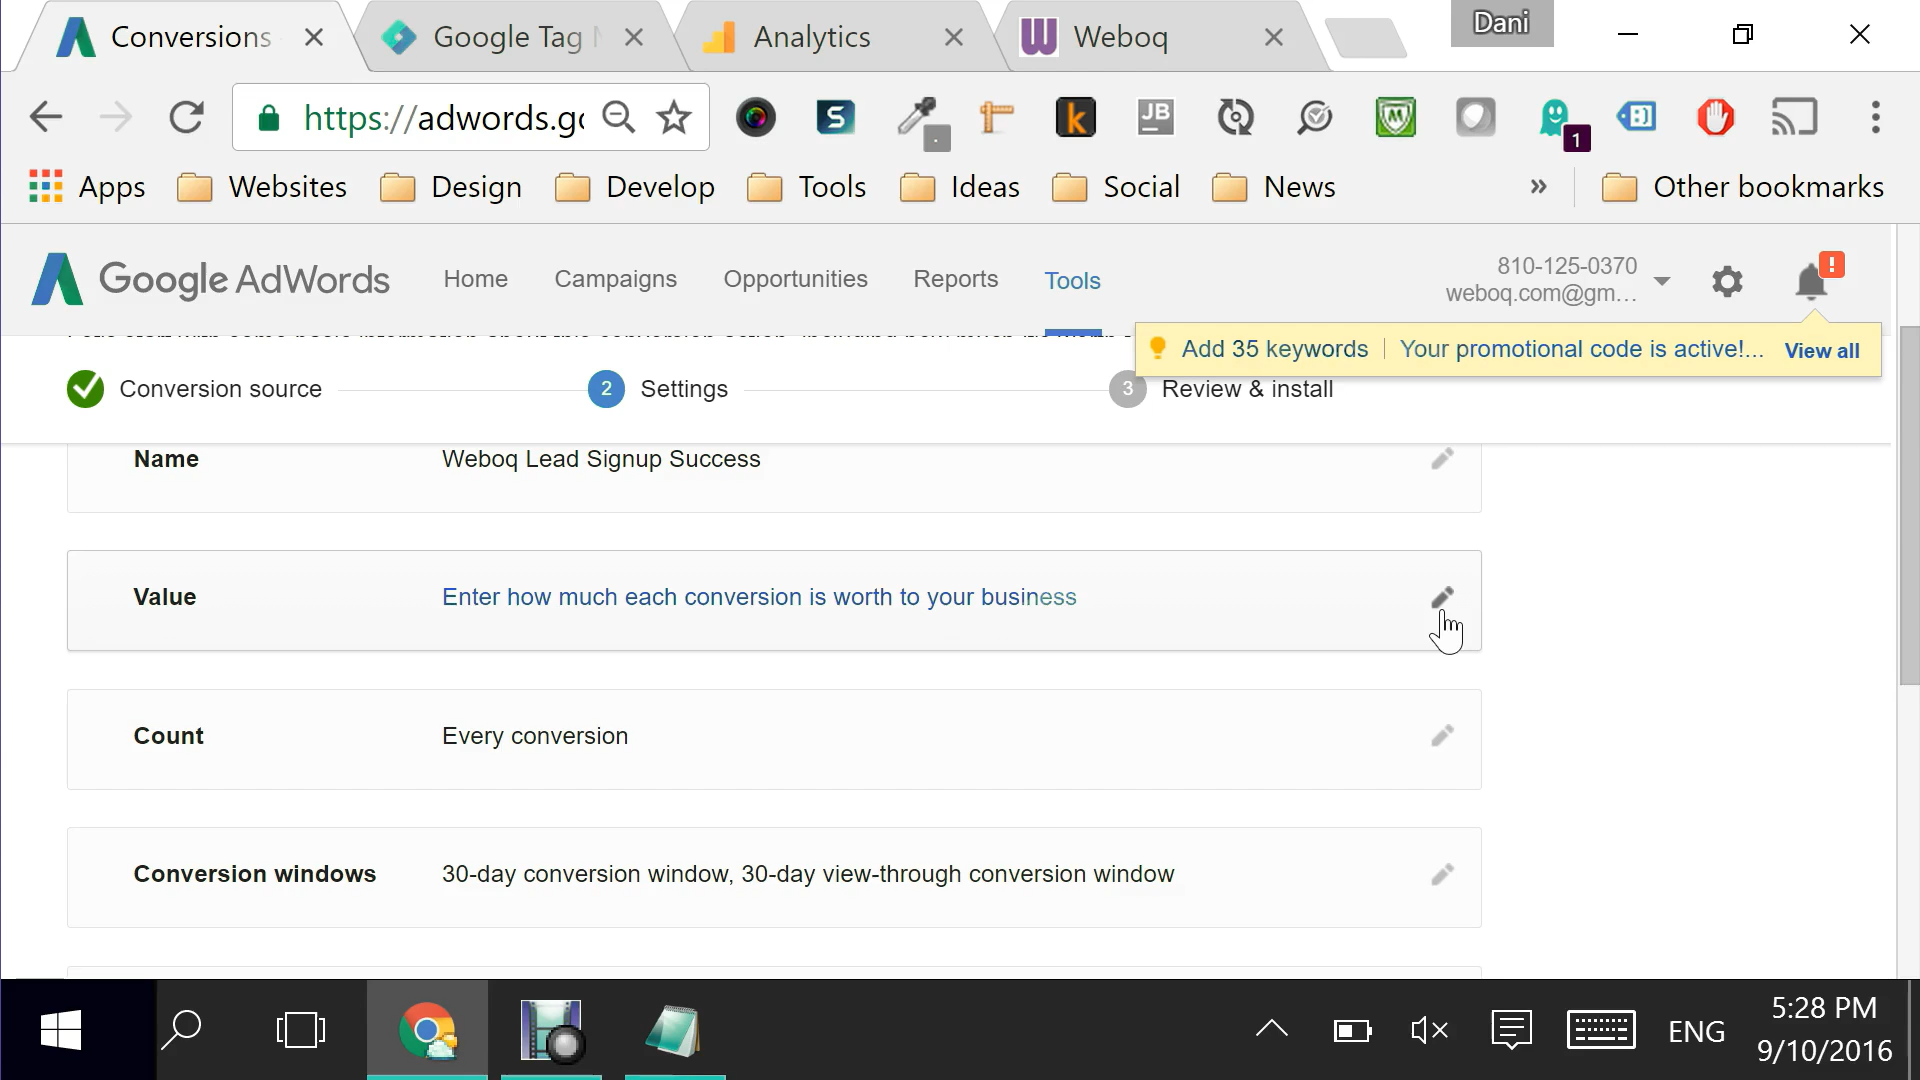 Conversions
Google Tag
Analytics
Weboq
Dani
https://adwords.go
S
k
JB
M
1
Apps
Websites
Design
Develop
Tools
Ideas
Social
News
»
Other bookmarks
Google AdWords
Home
Campaigns
Opportunities
Reports
Tools
810-125-0370
weboq.com@gm...
!
Add 35 keywords
Your promotional code is active!...
View all
Conversion source
2
Settings
3
Review & install
Name
Weboq Lead Signup Success
Value
Enter how much each conversion is worth to your business
Count
Every conversion
Conversion windows
30-day conversion window, 30-day view-through conversion window
ENG
5:28 PM
9/10/2016